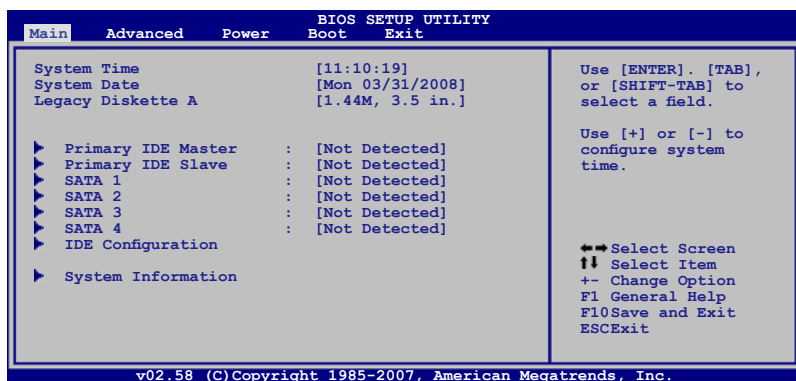 BIOS SETUP UTILITY
Main Advanced Power Boot Exit
System Time [11:10:19]
System Date [Mon 03/31/2008]
Legacy Diskette A [1.44M, 3.5 in.]
Primary IDE Master : [Not Detected]
Primary IDE Slave : [Not Detected]
SATA 1 : [Not Detected]
SATA 2 : [Not Detected]
SATA 3 : [Not Detected]
SATA 4 : [Not Detected]
IDE Configuration
System Information
Use [ENTER]. [TAB],
or [SHIFT-TAB] to
select a field.
Use [+] or [-] to
configure system
time.
Select Screen
Select Item
+- Change Option
F1 General Help
F10Save and Exit
ESCExit
v02.58 (C)Copyright 1985-2007, American Megatrends, Inc.